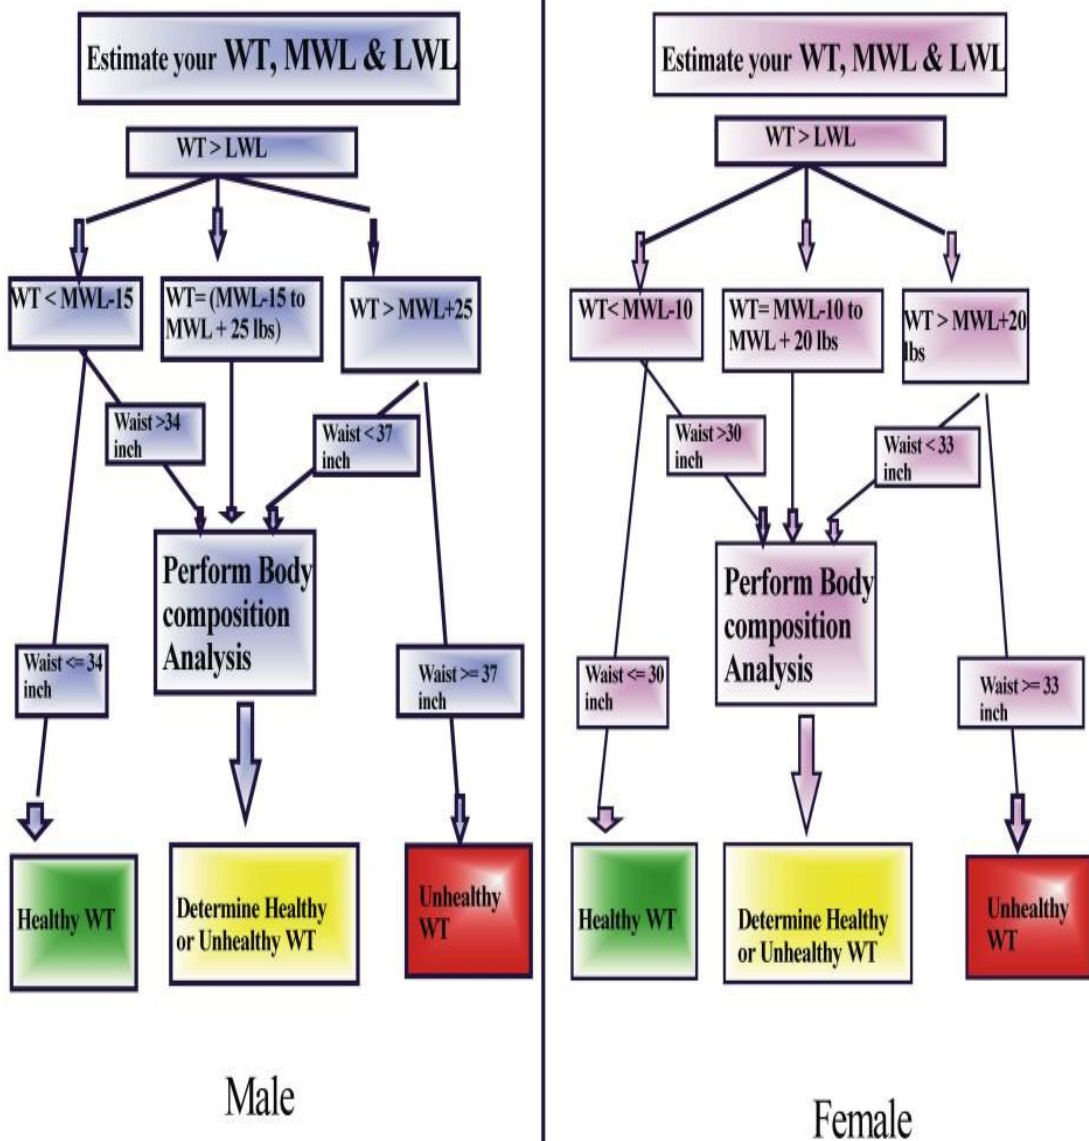 Estimate your WT, MWL & LWL
WT > LWL
WT < MWL-15
WT= (MWL-15 to
MWL + 25 lbs)
WT > MWL+25
Waist >34
inch
Waist < 37
inch
Perform Body
composition
Analysis
Waist <= 34
inch
Waist >= 37
inch
Healthy WT
Determine Healthy
or Unhealthy WT
Unhealthy
WT
Male
Estimate your WT, MWL & LWL
WT > LWL
WT< MWL-10
WT= MWL-10 to
MWL + 20 lbs
WT > MWL+20
lbs
Waist >30
inch
Waist < 33
inch
Perform Body
composition
Analysis
Waist <= 30
inch
Waist >= 33
inch
Healthy WT
Determine Healthy
or Unhealthy WT
Unhealthy
WT
Female